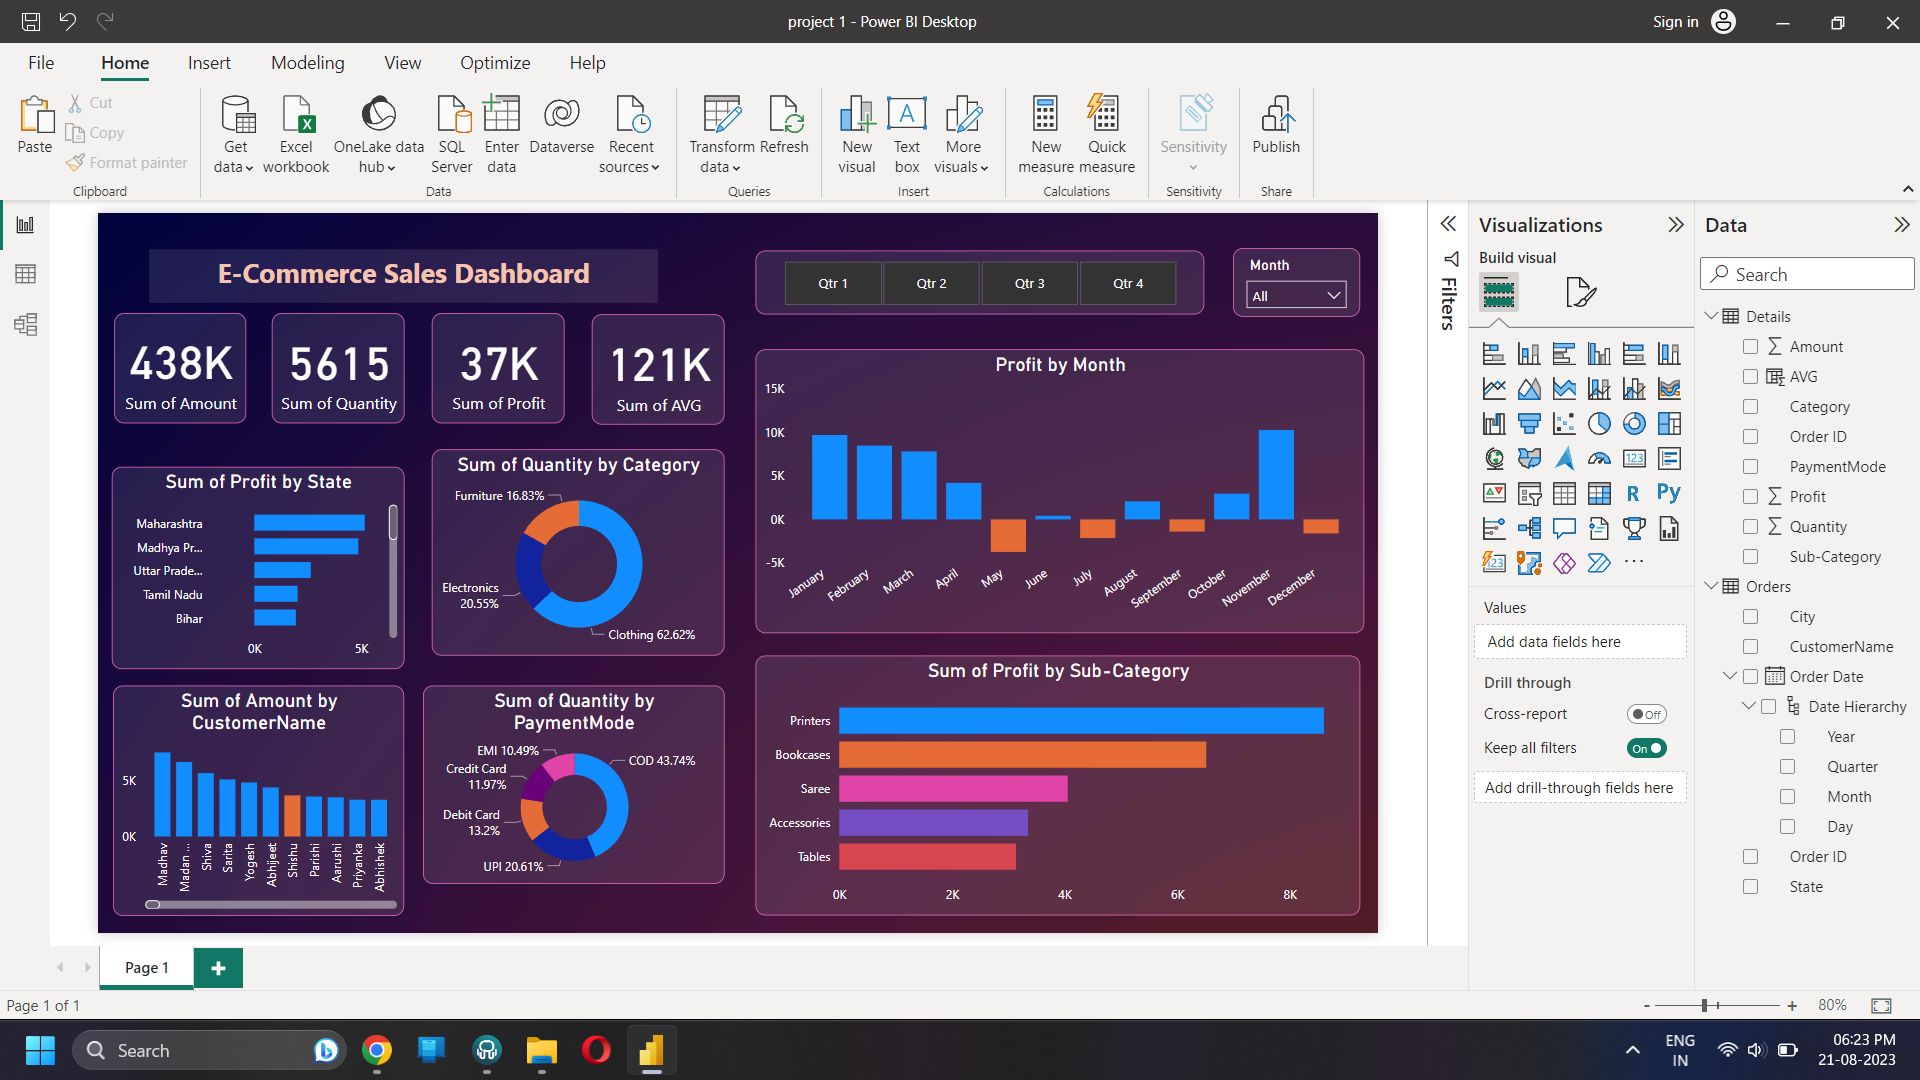 project 1 - Power BI Desktop
Sign in
File
Home
Insert
Modeling
View
Optimize
Help
Paste
Cut
Copy
Format painter
Clipboard
Get
data
Excel
workbook
OneLake data
hub
SQL
Server
Enter
data
Dataverse
Recent
sources
Data
Transform
data
Refresh
Queries
New
visual
Text
box
More
visuals
Insert
New
measure
Quick
measure
Calculations
Sensitivity
Sensitivity
Publish
Share
E-Commerce Sales Dashboard
Qtr 1
Qtr 2
Qtr 3
Qtr 4
Month
All
438K
Sum of Amount
5615
Sum of Quantity
37K
Sum of Profit
121K
Sum of AVG
Profit by Month
15K
10K
5K
0K
-5K
January
February
March
April
May
June
July
August
September
October
November
December
Sum of Profit by State
Maharashtra
Madhya Pr...
Uttar Prade...
Tamil Nadu
Bihar
0K
5K
Sum of Quantity by Category
Furniture 16.83%
Electronics
20.55%
Clothing 62.62%
Sum of Amount by
CustomerName
5K
0K
Madhav
Madan ...
Shiva
Sarita
Yogesh
Abhijeet
Shishu
Parishi
Aarushi
Priyanka
Abhishek
Sum of Quantity by
PaymentMode
EMI 10.49%
Credit Card
11.97%
Debit Card
13.2%
UPI 20.61%
COD 43.74%
Sum of Profit by Sub-Category
Printers
Bookcases
Saree
Accessories
Tables
0K
2K
4K
6K
8K
Filters
Visualizations
Build visual
123
R
Py
123
Values
Add data fields here
Drill through
Cross-report
Off
Keep all filters
On
Add drill-through fields here
Data
Search
Details
Amount
AVG
Category
Order ID
PaymentMode
Profit
Quantity
Sub-Category
Orders
City
CustomerName
Order Date
Date Hierarchy
Year
Quarter
Month
Day
Order ID
State
Page 1
Page 1 of 1
80%
Search
ENG
IN
06:23 PM
21-08-2023